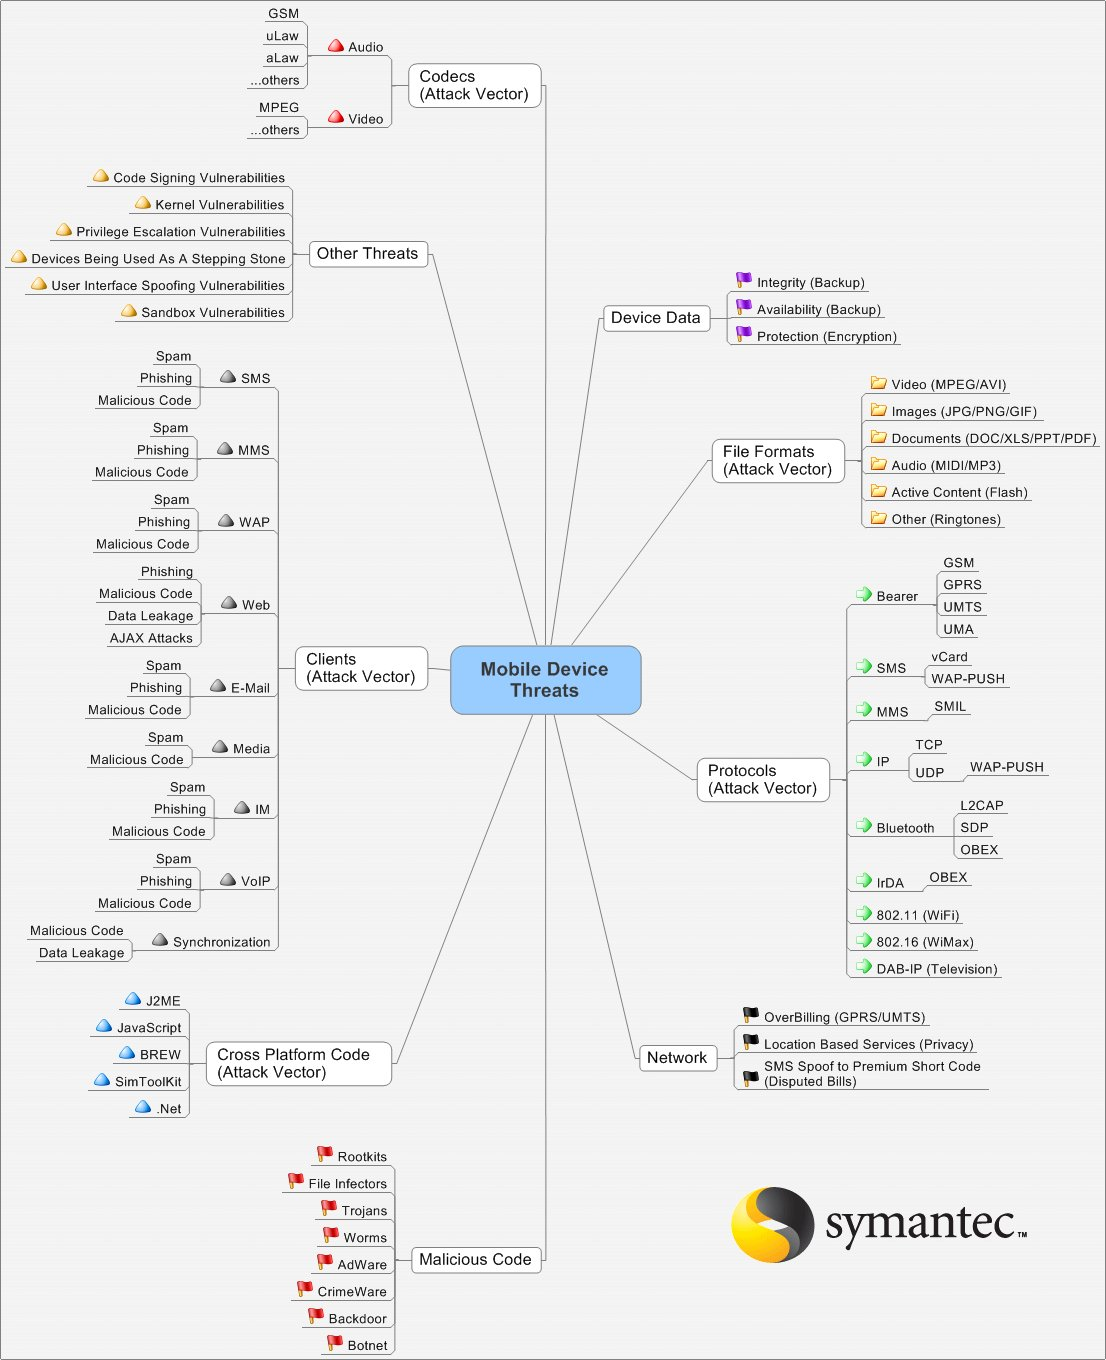 GSM
uLaw
aLaw
...others
Audio
MPEG
...others
Video
Codecs
(Attack Vector)
Code Signing Vulnerabilities
Kernel Vulnerabilities
Privilege Escalation Vulnerabilities
Devices Being Used As A Stepping Stone
User Interface Spoofing Vulnerabilities
Sandbox Vulnerabilities
Other Threats
Spam
Phishing
Malicious Code
SMS
Spam
Phishing
Malicious Code
MMS
Spam
Phishing
Malicious Code
WAP
Phishing
Malicious Code
Data Leakage
AJAX Attacks
Web
Spam
Phishing
Malicious Code
E-Mail
Spam
Malicious Code
Media
Spam
Phishing
Malicious Code
IM
Spam
Phishing
Malicious Code
VoIP
Malicious Code
Data Leakage
Synchronization
Clients
(Attack Vector)
J2ME
JavaScript
BREW
SimToolKit
.Net
Cross Platform Code
(Attack Vector)
Rootkits
File Infectors
Trojans
Worms
AdWare
CrimeWare
Backdoor
Botnet
Malicious Code
Mobile Device
Threats
Device Data
Integrity (Backup)
Availability (Backup)
Protection (Encryption)
File Formats
(Attack Vector)
Video (MPEG/AVI)
Images (JPG/PNG/GIF)
Documents (DOC/XLS/PPT/PDF)
Audio (MIDI/MP3)
Active Content (Flash)
Other (Ringtones)
Protocols
(Attack Vector)
Bearer
GSM
GPRS
UMTS
UMA
SMS
vCard
WAP-PUSH
MMS
SMIL
IP
TCP
UDP
WAP-PUSH
Bluetooth
L2CAP
SDP
OBEX
IrDA
OBEX
802.11 (WiFi)
802.16 (WiMax)
DAB-IP (Television)
Network
OverBilling (GPRS/UMTS)
Location Based Services (Privacy)
SMS Spoof to Premium Short Code
(Disputed Bills)
symantec™